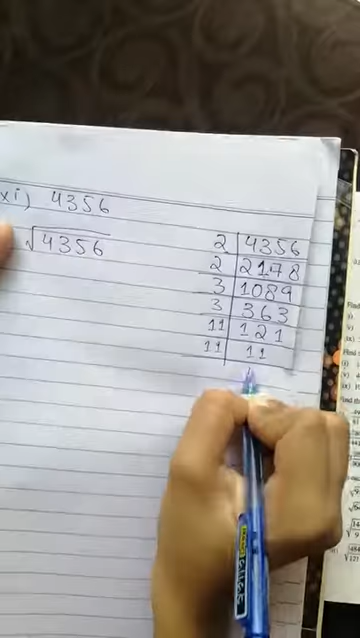 xi) 4356
√4356
2 | 4356
2 | 2178
3 | 1089
3 | 363
11 | 121
11 | 11